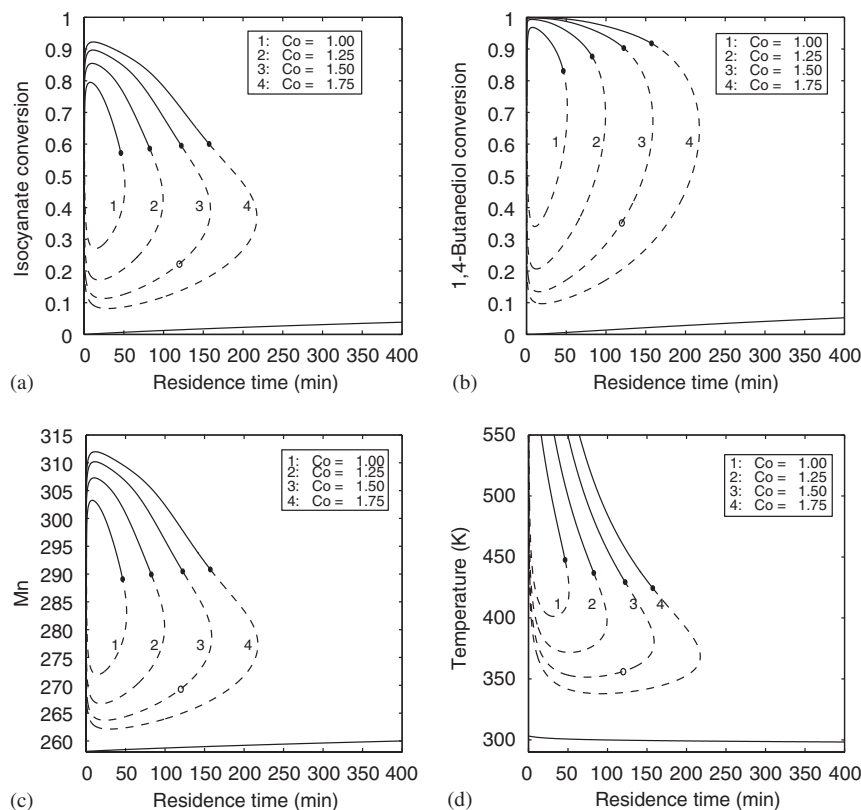 1
0.9
0.8
0.7
0.6
0.5
0.4
0.3
0.2
0.1
0
Isocyanate conversion
1: Co = 1.00
2: Co = 1.25
3: Co = 1.50
4: Co = 1.75
1 2 3 4
0 50 100 150 200 250 300 350 400
Residence time (min)
(a)
1
0.9
0.8
0.7
0.6
0.5
0.4
0.3
0.2
0.1
0
1,4-Butanediol conversion
1: Co = 1.00
2: Co = 1.25
3: Co = 1.50
4: Co = 1.75
1 2 3 4
0 50 100 150 200 250 300 350 400
Residence time (min)
(b)
315
310
305
300
295
290
285
280
275
270
265
260
Mn
1: Co = 1.00
2: Co = 1.25
3: Co = 1.50
4: Co = 1.75
1 2 3 4
0 50 100 150 200 250 300 350 400
Residence time (min)
(c)
550
500
450
400
350
300
Temperature (K)
1: Co = 1.00
2: Co = 1.25
3: Co = 1.50
4: Co = 1.75
1 2 3 4
0 50 100 150 200 250 300 350 400
Residence time (min)
(d)